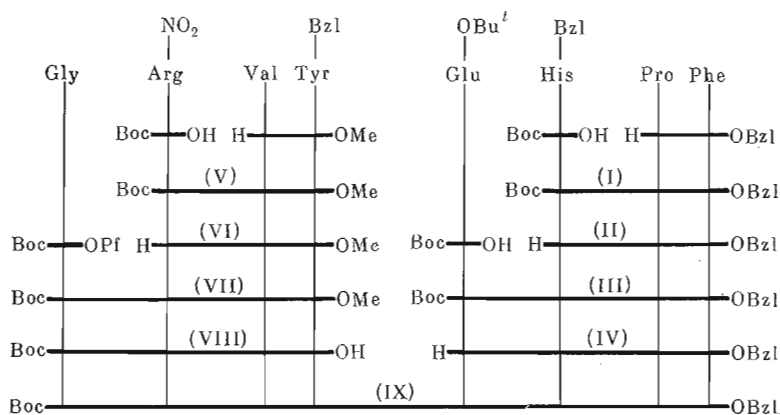 NO₂ Bzl OBuᵗ Bzl
Gly Arg Val Tyr Glu His Pro Phe
Boc OH H OMe Boc OH H OBzl
Boc (V) OMe Boc (I) OBzl
Boc OPf H (VI) OMe Boc OH H (II) OBzl
Boc (VII) OMe Boc (III) OBzl
Boc (VIII) OH H (IV) OBzl
Boc (IX) OBzl